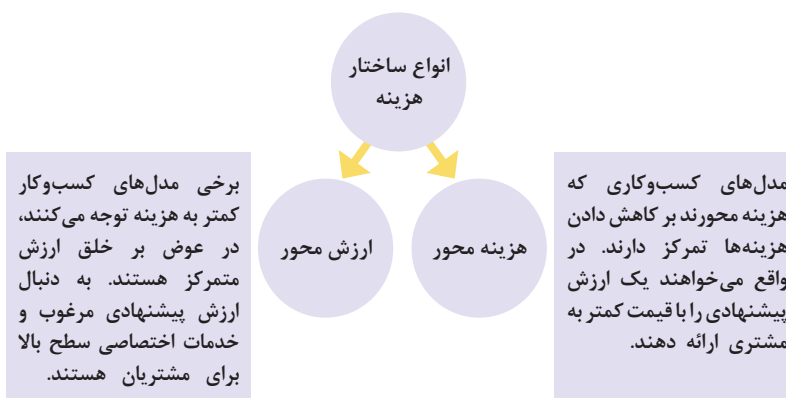 انواع ساختار
هزینه
مدل‌های کسب‌وکاری که
هزینه محورند بر کاهش دادن
هزینه‌ها تمرکز دارند. در
واقع می‌خواهند یک ارزش
پیشنهادی را با قیمت کمتر به
مشتری ارائه دهند.
هزینه محور
ارزش محور
برخی مدل‌های کسب‌وکار
کمتر به هزینه توجه می‌کنند،
در عوض بر خلق ارزش
متمرکز هستند. به دنبال
ارزش پیشنهادی مرغوب و
خدمات اختصاصی سطح بالا
برای مشتریان هستند.